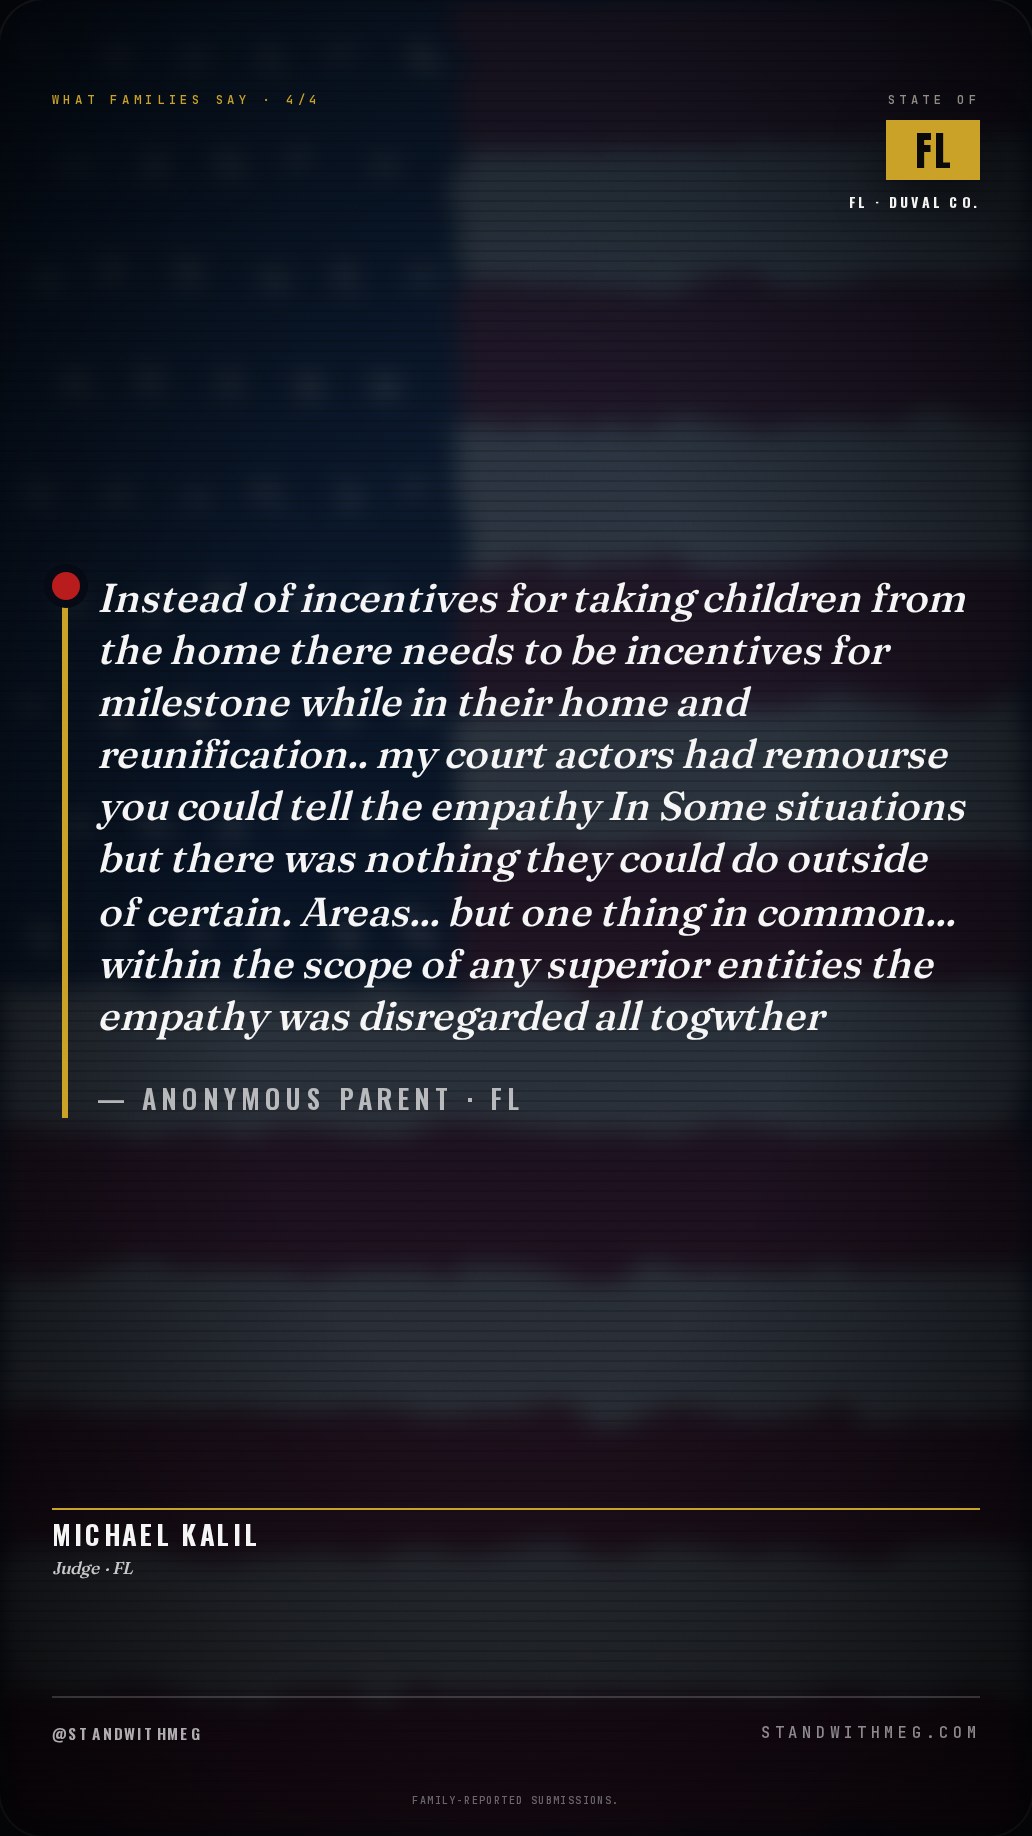 WHAT FAMILIES SAY · 4/4
STATE OF
FL
FL · DUVAL CO.
Instead of incentives for taking children from
the home there needs to be incentives for
milestone while in their home and
reunification.. my court actors had remourse
you could tell the empathy In Some situations
but there was nothing they could do outside
of certain. Areas... but one thing in common...
within the scope of any superior entities the
empathy was disregarded all togwther
— ANONYMOUS PARENT · FL
MICHAEL KALIL
Judge · FL
@STANDWITHMEG
STANDWITHMEG.COM
FAMILY-REPORTED SUBMISSIONS.